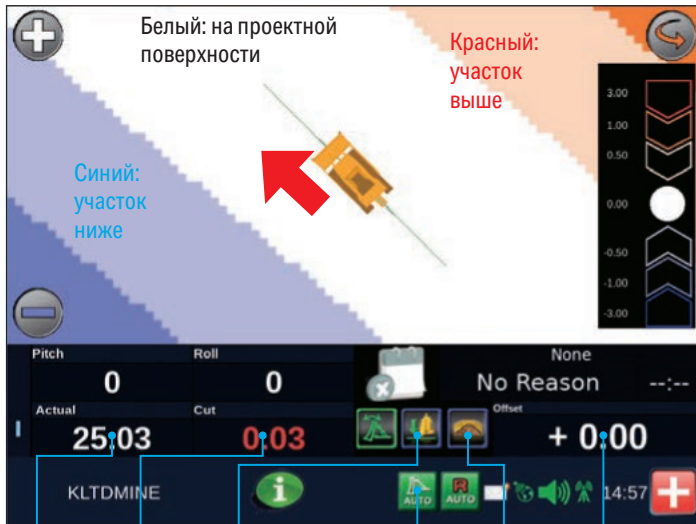 Белый: на проектной
поверхности
Красный:
участок
выше
Синий:
участок
ниже
3.00
1.00
0.50
0.00
-0.50
-1.00
-3.00
Pitch
Roll
None
0
0
No Reason
--:--
Actual
Cut
Offset
25.03
0.03
+ 0.00
KLTDMINE
i
AUTO
R
AUTO
14:57